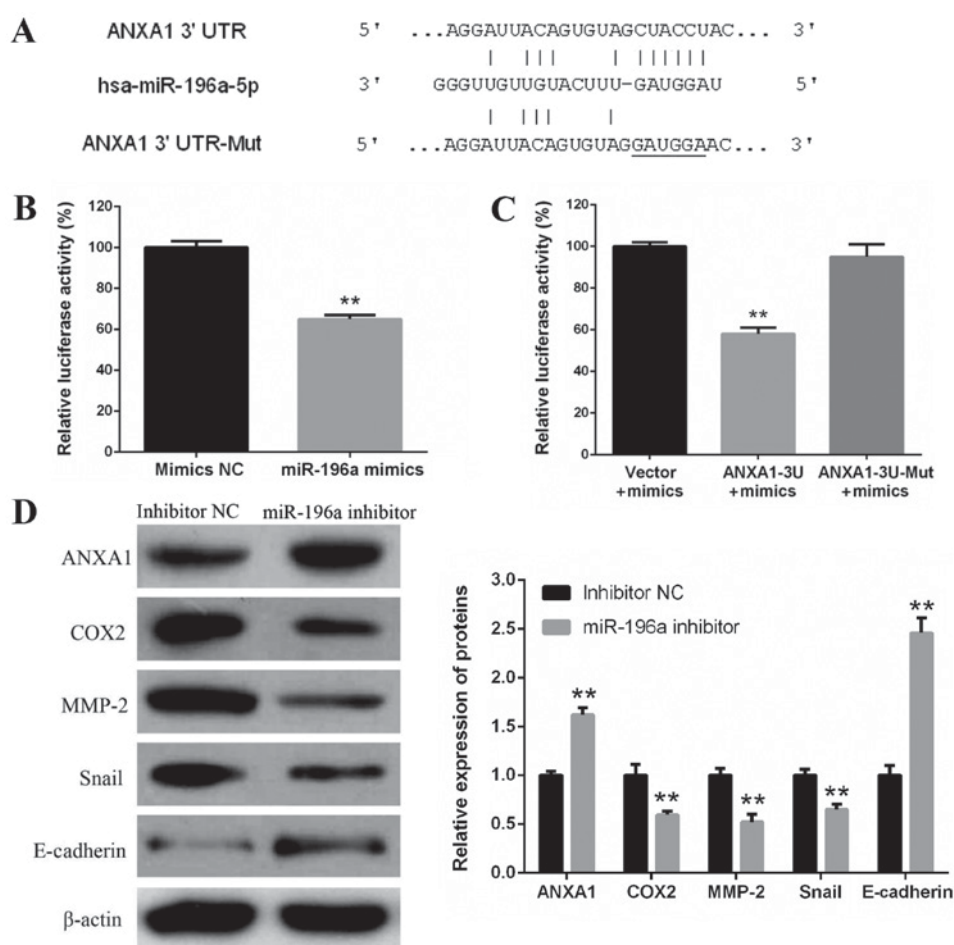 A
ANXA1 3' UTR 5' ...AGGAUUACAGUGUAGCUACCUAC... 3'
hsa-miR-196a-5p 3' GGGUUGUUGUACUUU-GAUGGAU 5'
ANXA1 3' UTR-Mut 5' ...AGGAUUACAGUGUAGGAUGGAAC... 3'
B
Relative luciferase activity (%)
120
100
80
60
40
20
0
**
Mimics NC miR-196a mimics
C
Relative luciferase activity (%)
120
100
80
60
40
20
0
**
Vector ANXA1-3U ANXA1-3U-Mut
+mimics +mimics +mimics
D
Inhibitor NC miR-196a inhibitor
ANXA1
COX2
MMP-2
Snail
E-cadherin
β-actin
Relative expression of proteins
3.0
2.5
2.0
1.5
1.0
0.5
0.0
Inhibitor NC
miR-196a inhibitor
** ** ** ** **
ANXA1 COX2 MMP-2 Snail E-cadherin